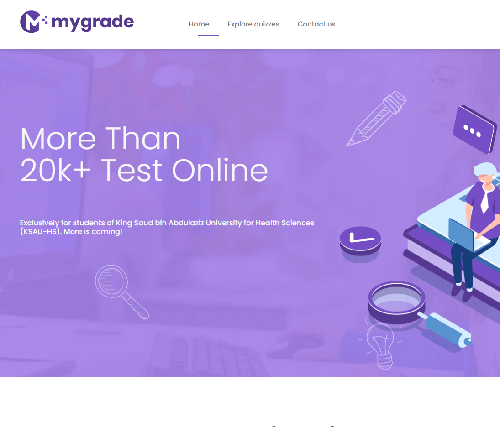 mygrade
Home Explore quizzes Contact us
More Than
20k+ Test Online
Exclusively for students of King Saud bin Abdulaziz University for Health Sciences
(KSAU-HS).. More is coming!